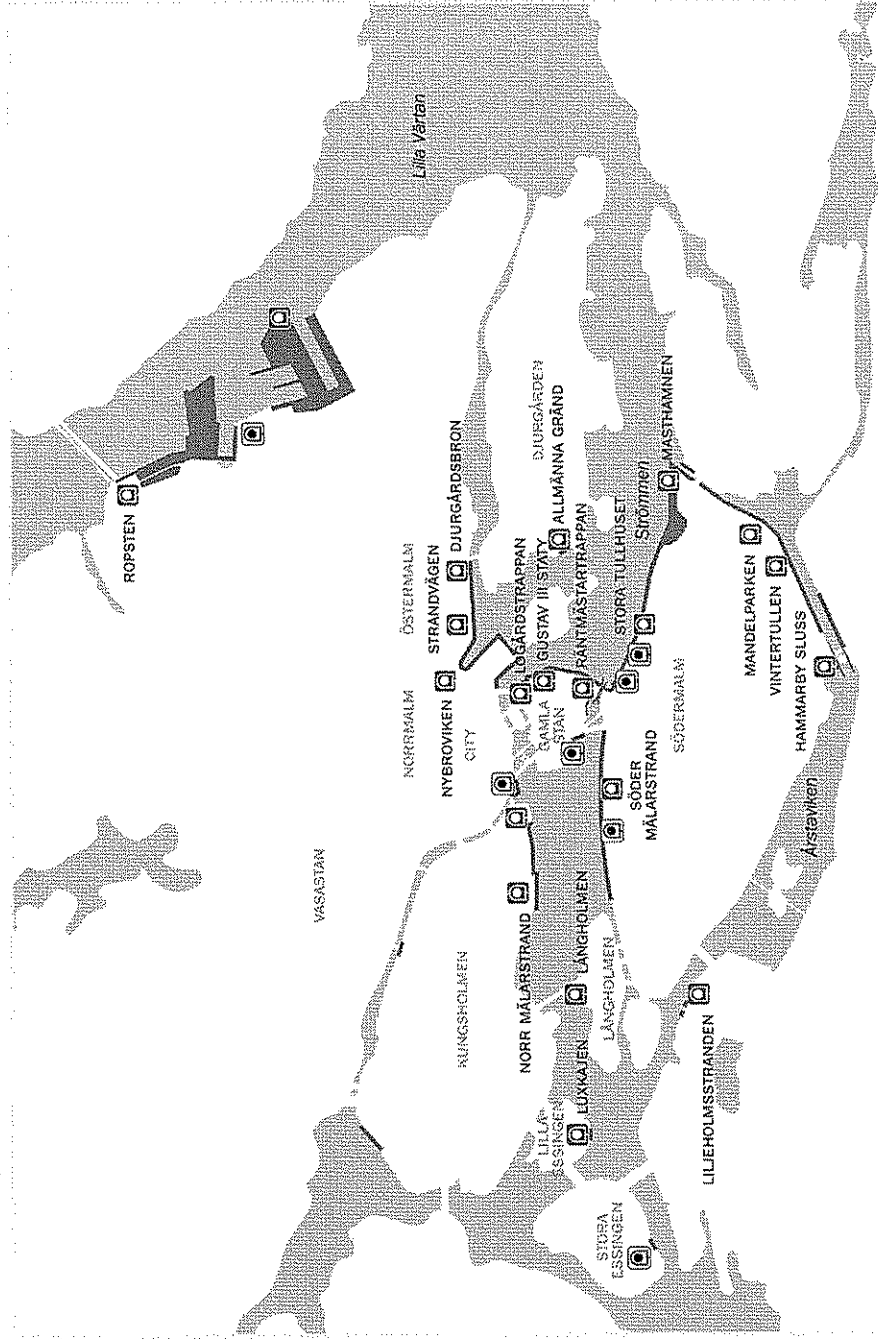 Lilla Värtan
ROPSTEN
ÖSTERMALM
STRANDVÄGEN
DJURGÅRDSBRON
DJURGÅRDEN
ALLMÄNNA GRÄND
NORRMALM
NYBROVIKEN
CITY
LOGÅRDSTRAPPAN
GUSTAV III STATY
RÄNTMÄSTARTRAPPAN
GAMLA
STAN
STORA TULLHUSET
Strömmen
MASTHAMNEN
MANDELPARKEN
VINTERTULLEN
HAMMARBY SLUSS
SÖDERMALM
SÖDER
MÄLARSTRAND
Årstaviken
VASASTAN
KUNGSHOLMEN
NORR MÄLARSTRAND
LÅNGHOLMEN
LÅNGHOLMEN
LILLA
ESSINGEN
LUXKAJEN
LILJEHOLMSSTRANDEN
STORA
ESSINGEN